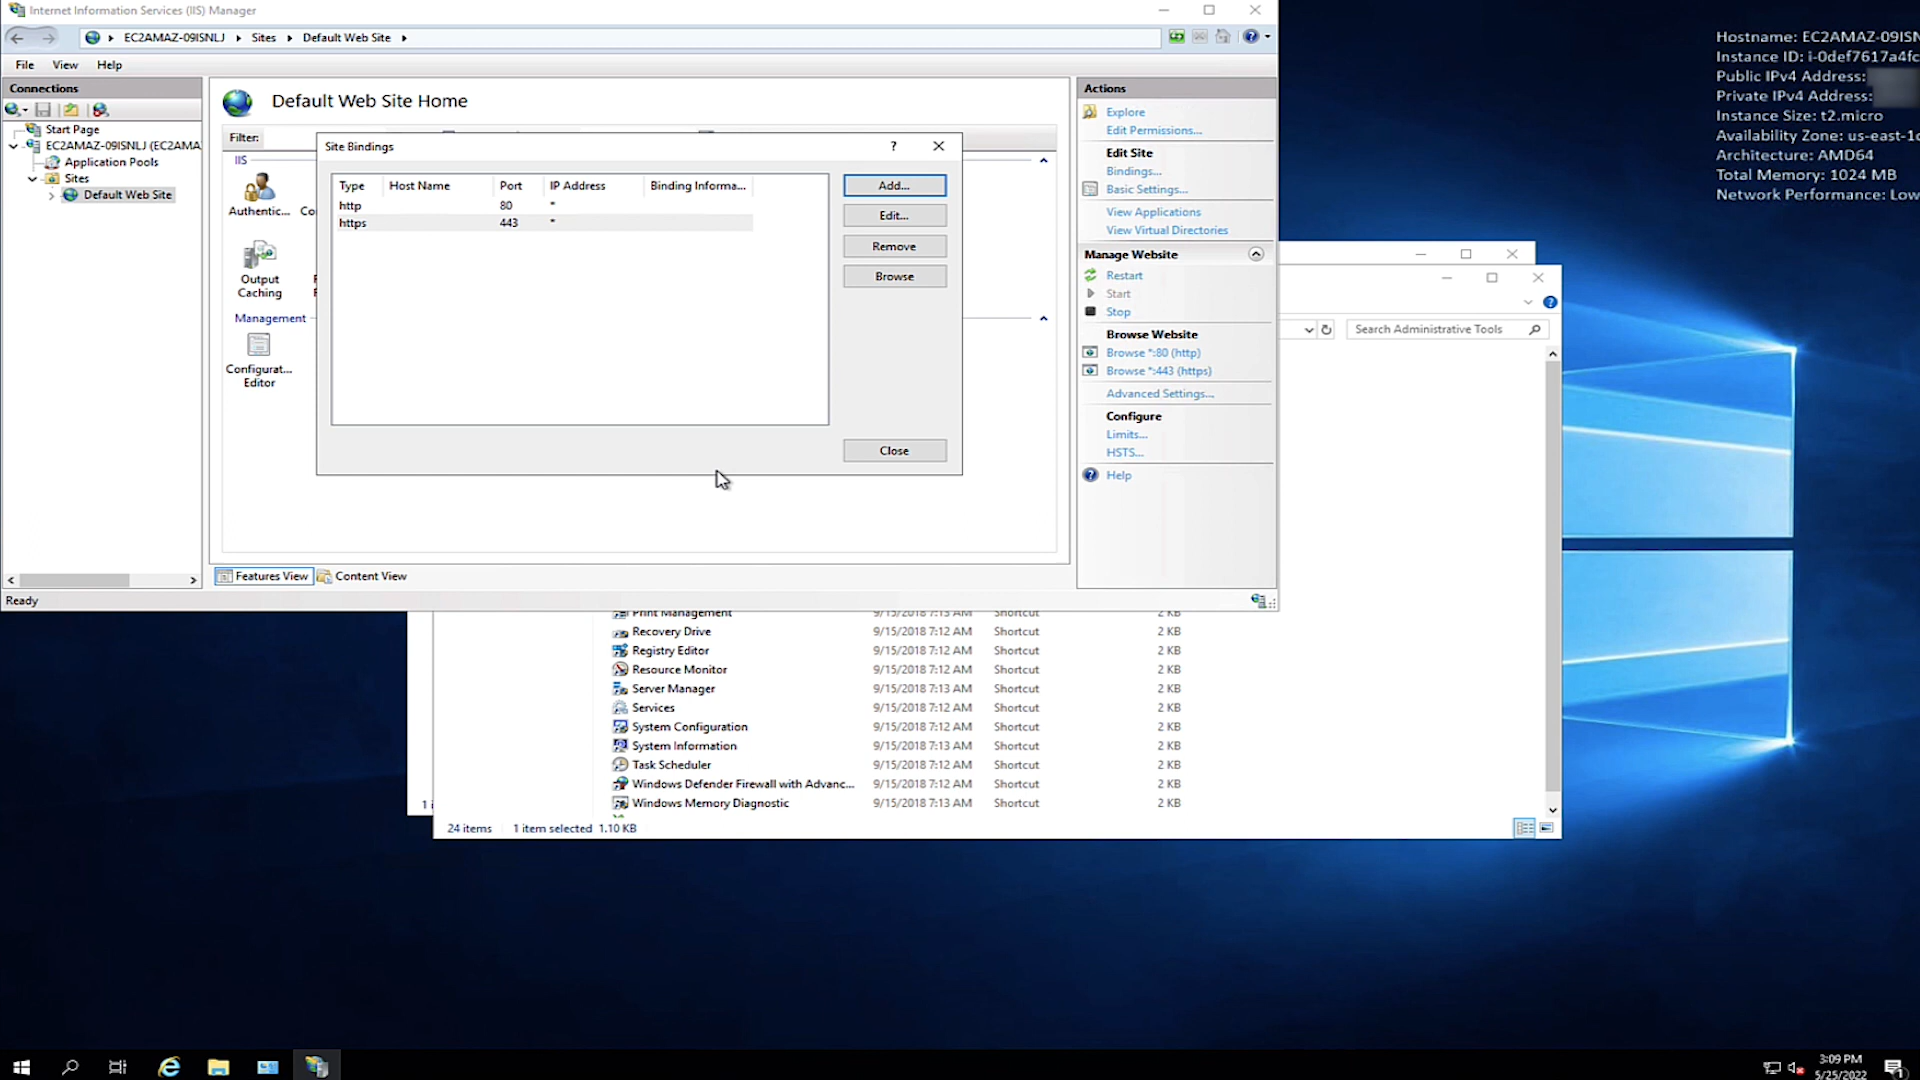 Internet Information Services (IIS) Manager
EC2AMAZ-09ISNLJ
Sites
Default Web Site
File View Help
Connections
Start Page
EC2AMAZ-09ISNLJ (EC2AMA
Application Pools
Sites
Default Web Site
Default Web Site Home
Filter:
IIS
Authentic...
Co
Output
Caching
Management
Configurat...
Editor
Site Bindings
Type Host Name Port IP Address Binding Informa...
http 80 *
https 443 *
Add...
Edit...
Remove
Browse
Close
Features View Content View
Ready
Actions
Explore
Edit Permissions...
Edit Site
Bindings...
Basic Settings...
View Applications
View Virtual Directories
Manage Website
Restart
Start
Stop
Browse Website
Browse *:80 (http)
Browse *:443 (https)
Advanced Settings...
Configure
Limits...
HSTS...
Help
Search Administrative Tools
Print Management 9/15/2018 7:13 AM Shortcut 2 KB
Recovery Drive 9/15/2018 7:12 AM Shortcut 2 KB
Registry Editor 9/15/2018 7:12 AM Shortcut 2 KB
Resource Monitor 9/15/2018 7:12 AM Shortcut 2 KB
Server Manager 9/15/2018 7:13 AM Shortcut 2 KB
Services 9/15/2018 7:12 AM Shortcut 2 KB
System Configuration 9/15/2018 7:12 AM Shortcut 2 KB
System Information 9/15/2018 7:13 AM Shortcut 2 KB
Task Scheduler 9/15/2018 7:12 AM Shortcut 2 KB
Windows Defender Firewall with Advanc... 9/15/2018 7:12 AM Shortcut 2 KB
Windows Memory Diagnostic 9/15/2018 7:13 AM Shortcut 2 KB
24 items 1 item selected 1.10 KB
Hostname: EC2AMAZ-09ISN
Instance ID: i-0def7617a4fc
Public IPv4 Address:
Private IPv4 Address:
Instance Size: t2.micro
Availability Zone: us-east-1
Architecture: AMD64
Total Memory: 1024 MB
Network Performance: Low
3:09 PM
5/25/2022